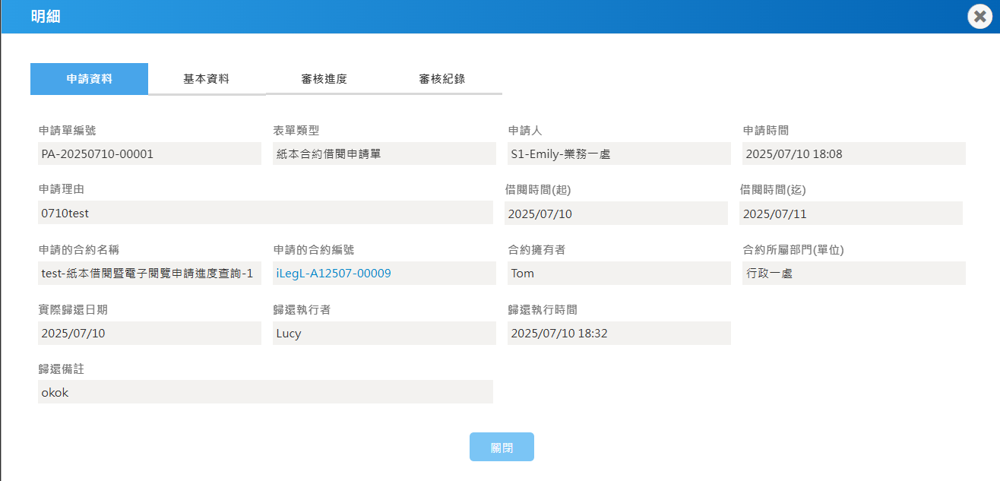 明細
申請資料 基本資料 審核進度 審核紀錄
申請單編號 表單類型 申請人 申請時間
PA-20250710-00001 紙本合約借閱申請單 S1-Emily-業務一處 2025/07/10 18:08
申請理由 借閱時間(起) 借閱時間(迄)
0710test 2025/07/10 2025/07/11
申請的合約名稱 申請的合約編號 合約擁有者 合約所屬部門(單位)
test-紙本借閱暨電子閱覽申請進度查詢-1 iLegL-A12507-00009 Tom 行政一處
實際歸還日期 歸還執行者 歸還執行時間
2025/07/10 Lucy 2025/07/10 18:32
歸還備註
okok
關閉